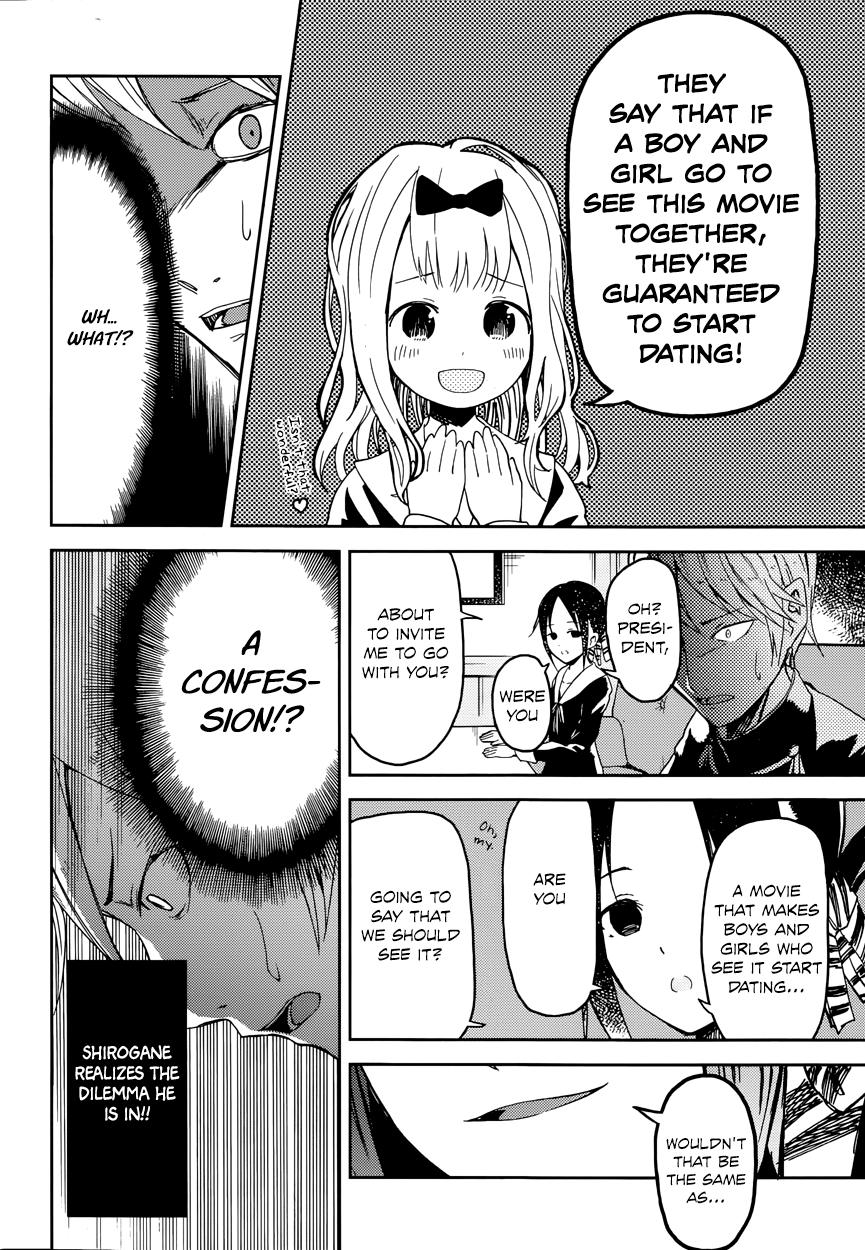 THEY
SAY THAT IF
A BOY AND
GIRL GO TO
SEE THIS MOVIE
TOGETHER,
THEY'RE
GUARANTEED
TO START
DATING!
Isn't that
wonderful?
WH...
WHAT!?
OH?
PRESI-
DENT,
WERE
YOU
ABOUT
TO INVITE
ME TO GO
WITH YOU?
A MOVIE
THAT MAKES
BOYS AND
GIRLS WHO
SEE IT START
DATING...
ARE
YOU
Oh,
my.
GOING TO
SAY THAT
WE SHOULD
SEE IT?
WOULDN'T
THAT BE
THE SAME
AS...
A
CONFES-
SION!?
SHIROGANE
REALIZES THE
DILEMMA HE
IS IN!!